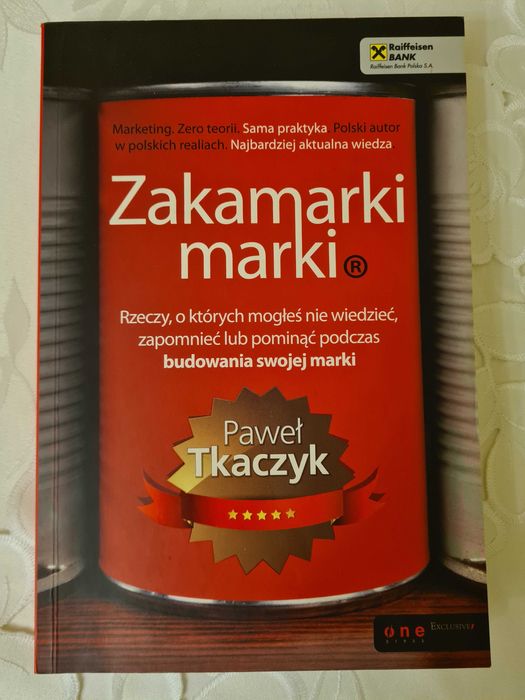 Raiffeisen
BANK
Raiffeisen Bank Polska S.A.
Marketing. Zero teorii. Sama praktyka. Polski autor
w polskich realiach. Najbardziej aktualna wiedza.
Zakamarki
marki®
Rzeczy, o których mogłeś nie wiedzieć,
zapomnieć lub pominąć podczas
budowania swojej marki
Paweł
Tkaczyk
one EXCLUSIVE